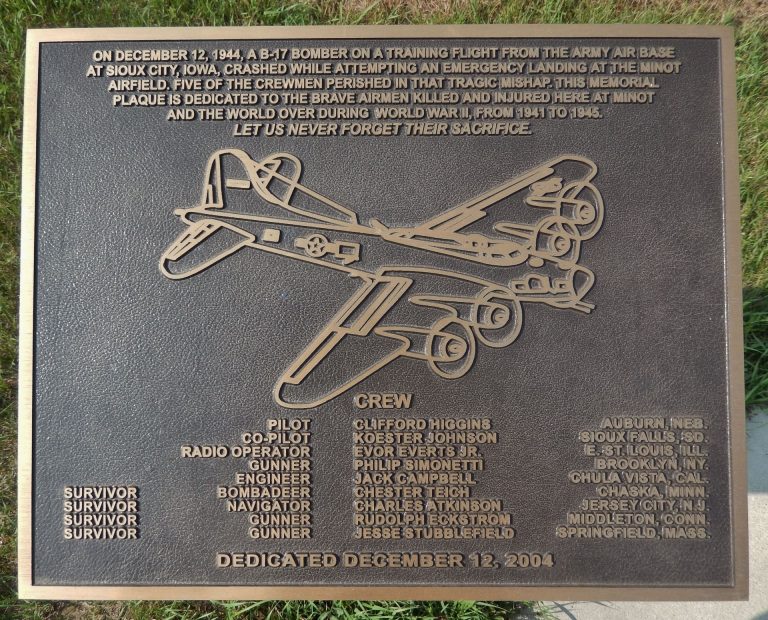 ON DECEMBER 12, 1944, A B-17 BOMBER ON A TRAINING FLIGHT FROM THE ARMY AIR BASE
AT SIOUX CITY, IOWA, CRASHED WHILE ATTEMPTING AN EMERGENCY LANDING AT THE MINOT
AIRFIELD. FIVE OF THE CREWMEN PERISHED IN THAT TRAGIC MISHAP. THIS MEMORIAL
PLAQUE IS DEDICATED TO THE BRAVE AIRMEN KILLED AND INJURED HERE AT MINOT
AND THE WORLD OVER DURING WORLD WAR II, FROM 1941 TO 1945.
LET US NEVER FORGET THEIR SACRIFICE.
CREW
PILOT CLIFFORD HIGGINS AUBURN, NEB.
CO-PILOT KOESTER JOHNSON SIOUX FALLS, SD.
RADIO OPERATOR EVOR EVERTS JR. E. ST LOUIS, ILL.
GUNNER PHILIP SIMONETTI BROOKLYN, NY.
ENGINEER JACK CAMPBELL CHULA VISTA, CAL.
SURVIVOR BOMBADEER CHESTER TEICH CHASKA, MINN.
SURVIVOR NAVIGATOR CHARLES ATKINSON JERSEY CITY, N.J.
SURVIVOR GUNNER RUDOLPH ECKSTROM MIDDLETON, CONN.
SURVIVOR GUNNER JESSE STUBBLEFIELD SPRINGFIELD, MASS.
DEDICATED DECEMBER 12, 2004